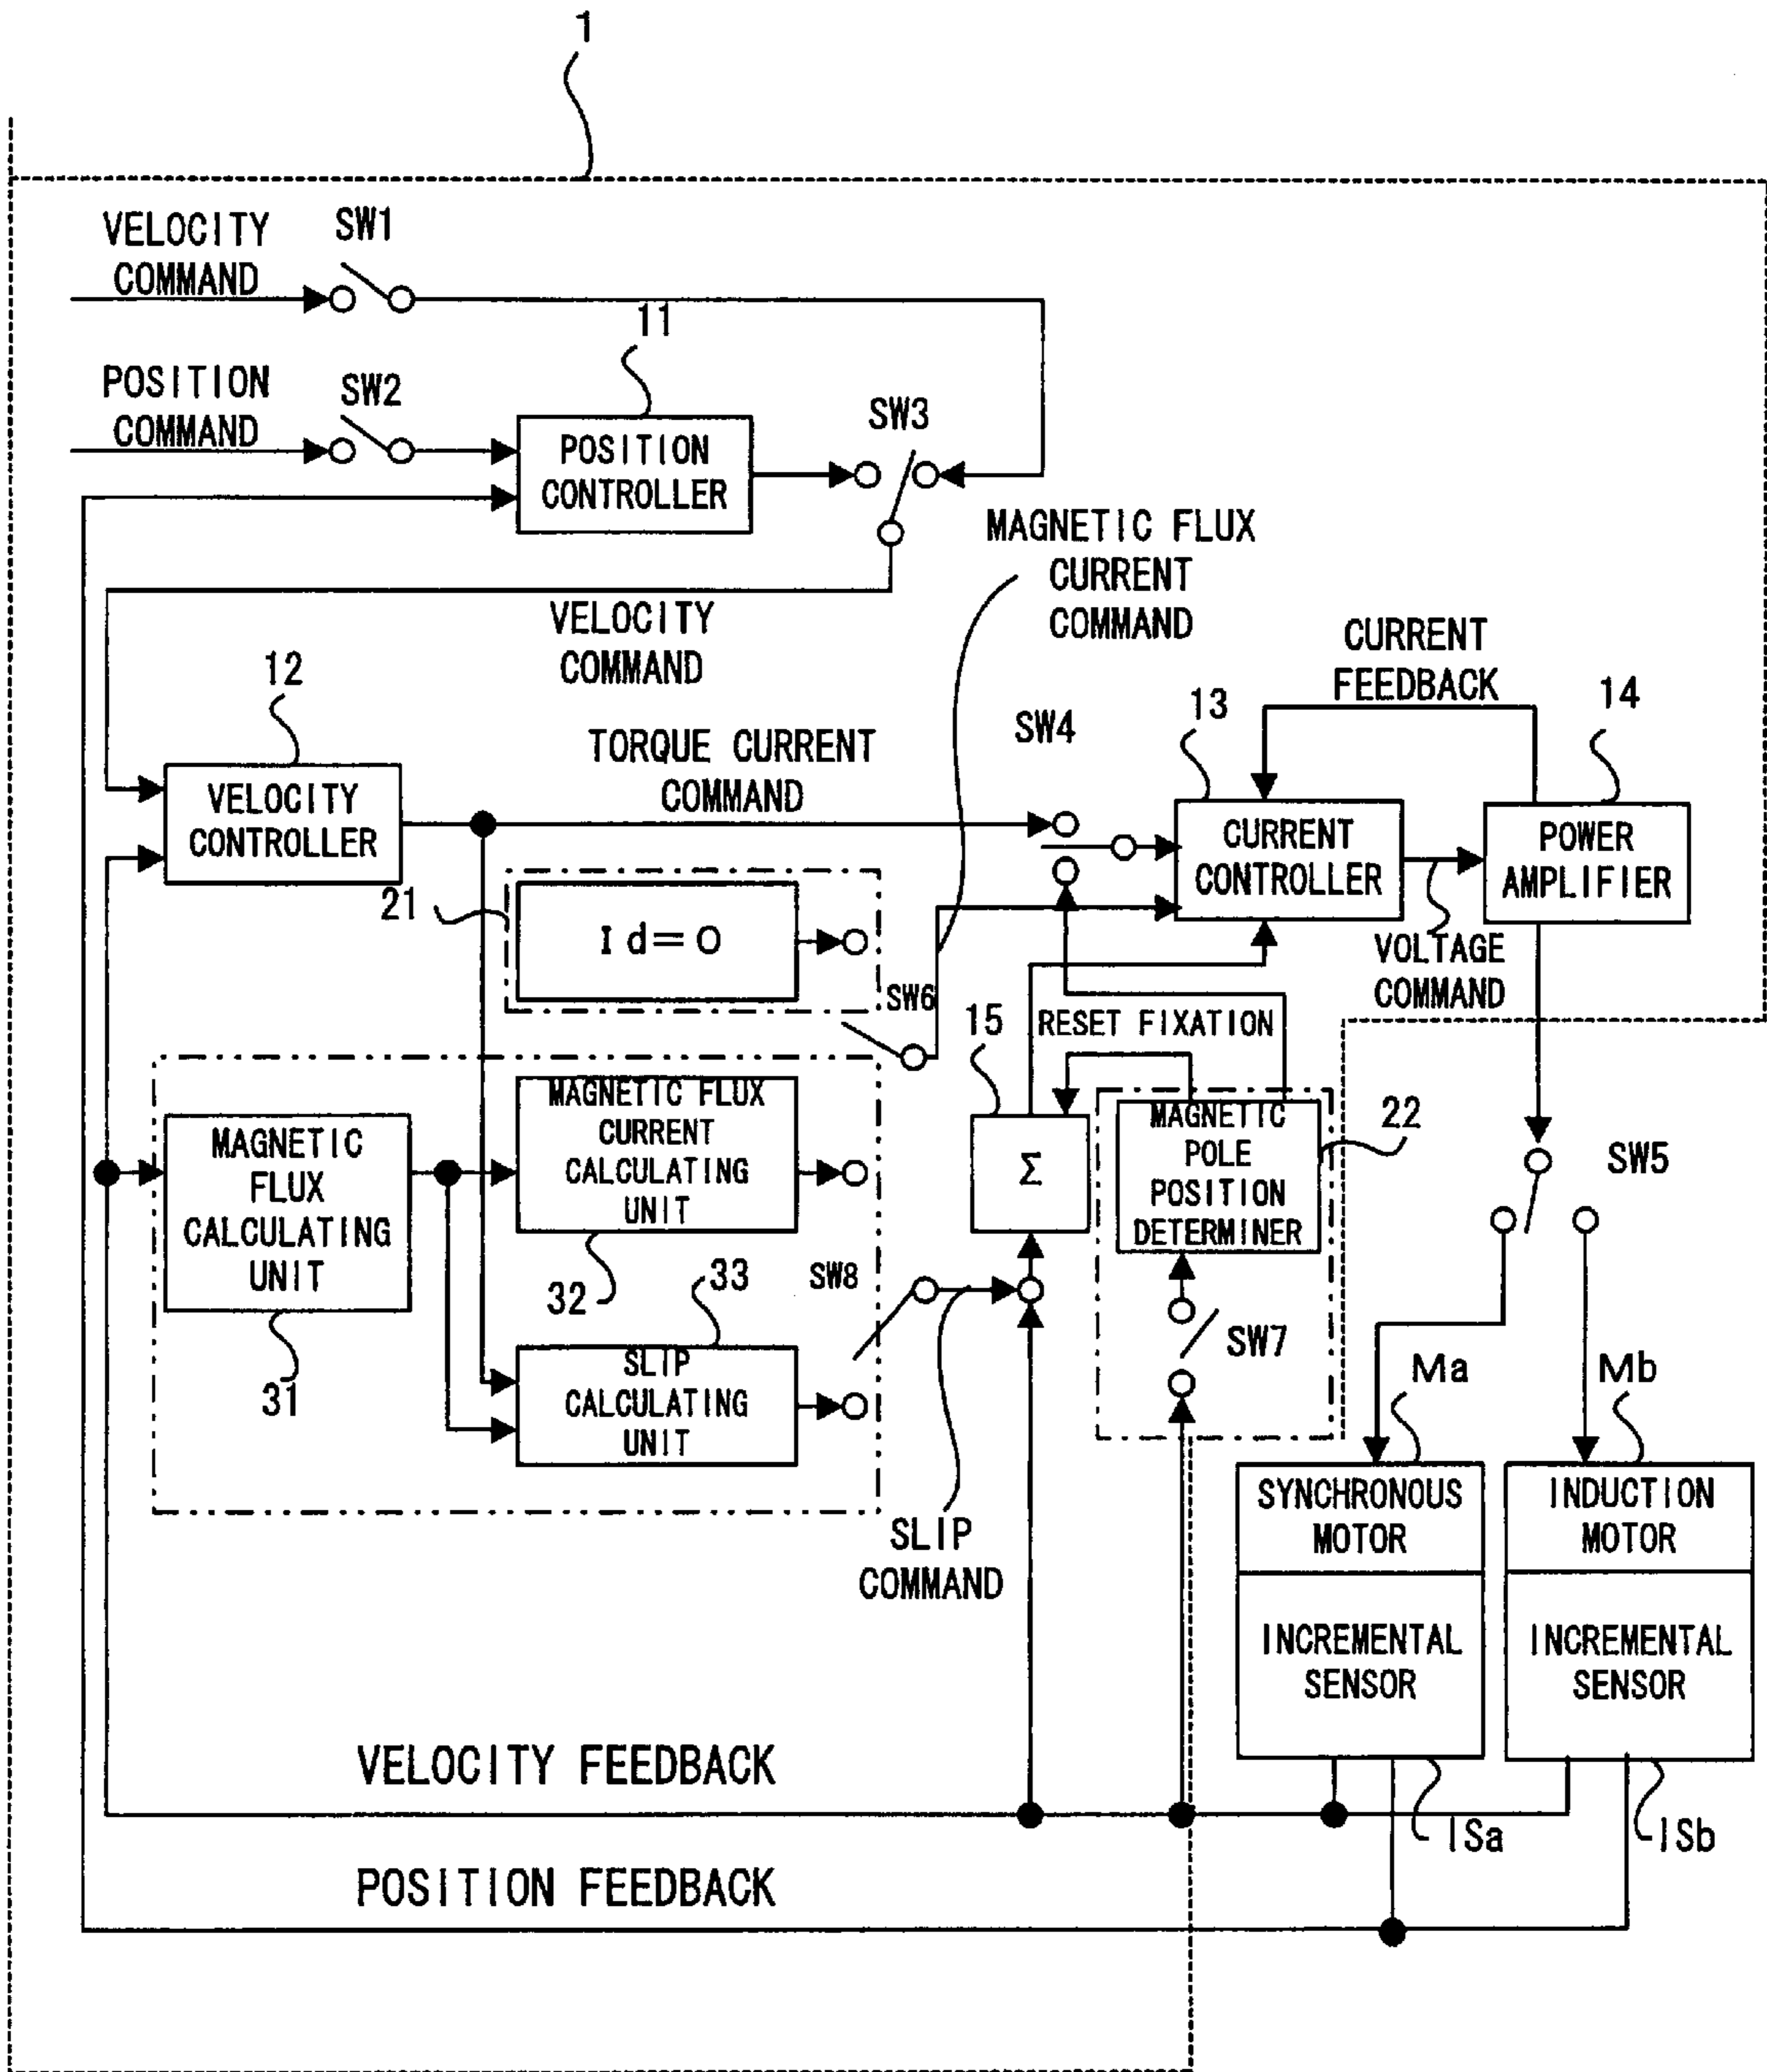 1
VELOCITY
COMMAND
SW1
POSITION
COMMAND
SW2
11
POSITION
CONTROLLER
SW3
MAGNETIC FLUX
CURRENT
COMMAND
VELOCITY
COMMAND
12
VELOCITY
CONTROLLER
TORQUE CURRENT
COMMAND
SW4
13
CURRENT
CONTROLLER
CURRENT
FEEDBACK
14
POWER
AMPLIFIER
VOLTAGE
COMMAND
21
Id=0
SW6
15
RESET FIXATION
Σ
MAGNETIC
POLE
POSITION
DETERMINER
22
SW7
SW5
MAGNETIC
FLUX
CALCULATING
UNIT
31
MAGNETIC FLUX
CURRENT
CALCULATING
UNIT
32
33
SLIP
CALCULATING
UNIT
SW8
SLIP
COMMAND
Ma
SYNCHRONOUS
MOTOR
INCREMENTAL
SENSOR
Mb
INDUCTION
MOTOR
INCREMENTAL
SENSOR
VELOCITY FEEDBACK
ISa
ISb
POSITION FEEDBACK